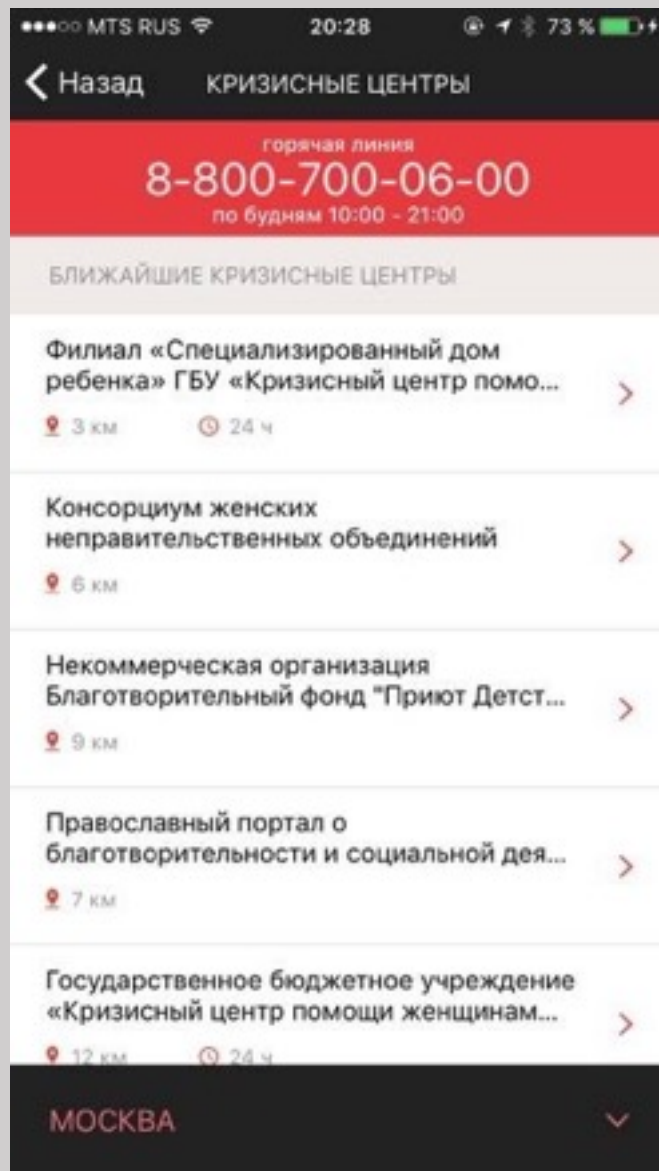 MTS RUS 20:28 73 %
Назад КРИЗИСНЫЕ ЦЕНТРЫ
горячая линия
8-800-700-06-00
по будням 10:00 - 21:00
БЛИЖАЙШИЕ КРИЗИСНЫЕ ЦЕНТРЫ
Филиал «Специализированный дом
ребенка» ГБУ «Кризисный центр помо...
3 км 24 ч
Консорциум женских
неправительственных объединений
6 км
Некоммерческая организация
Благотворительный фонд "Приют Детст...
9 км
Православный портал о
благотворительности и социальной дея...
7 км
Государственное бюджетное учреждение
«Кризисный центр помощи женщинам...
12 км 24 ч
МОСКВА